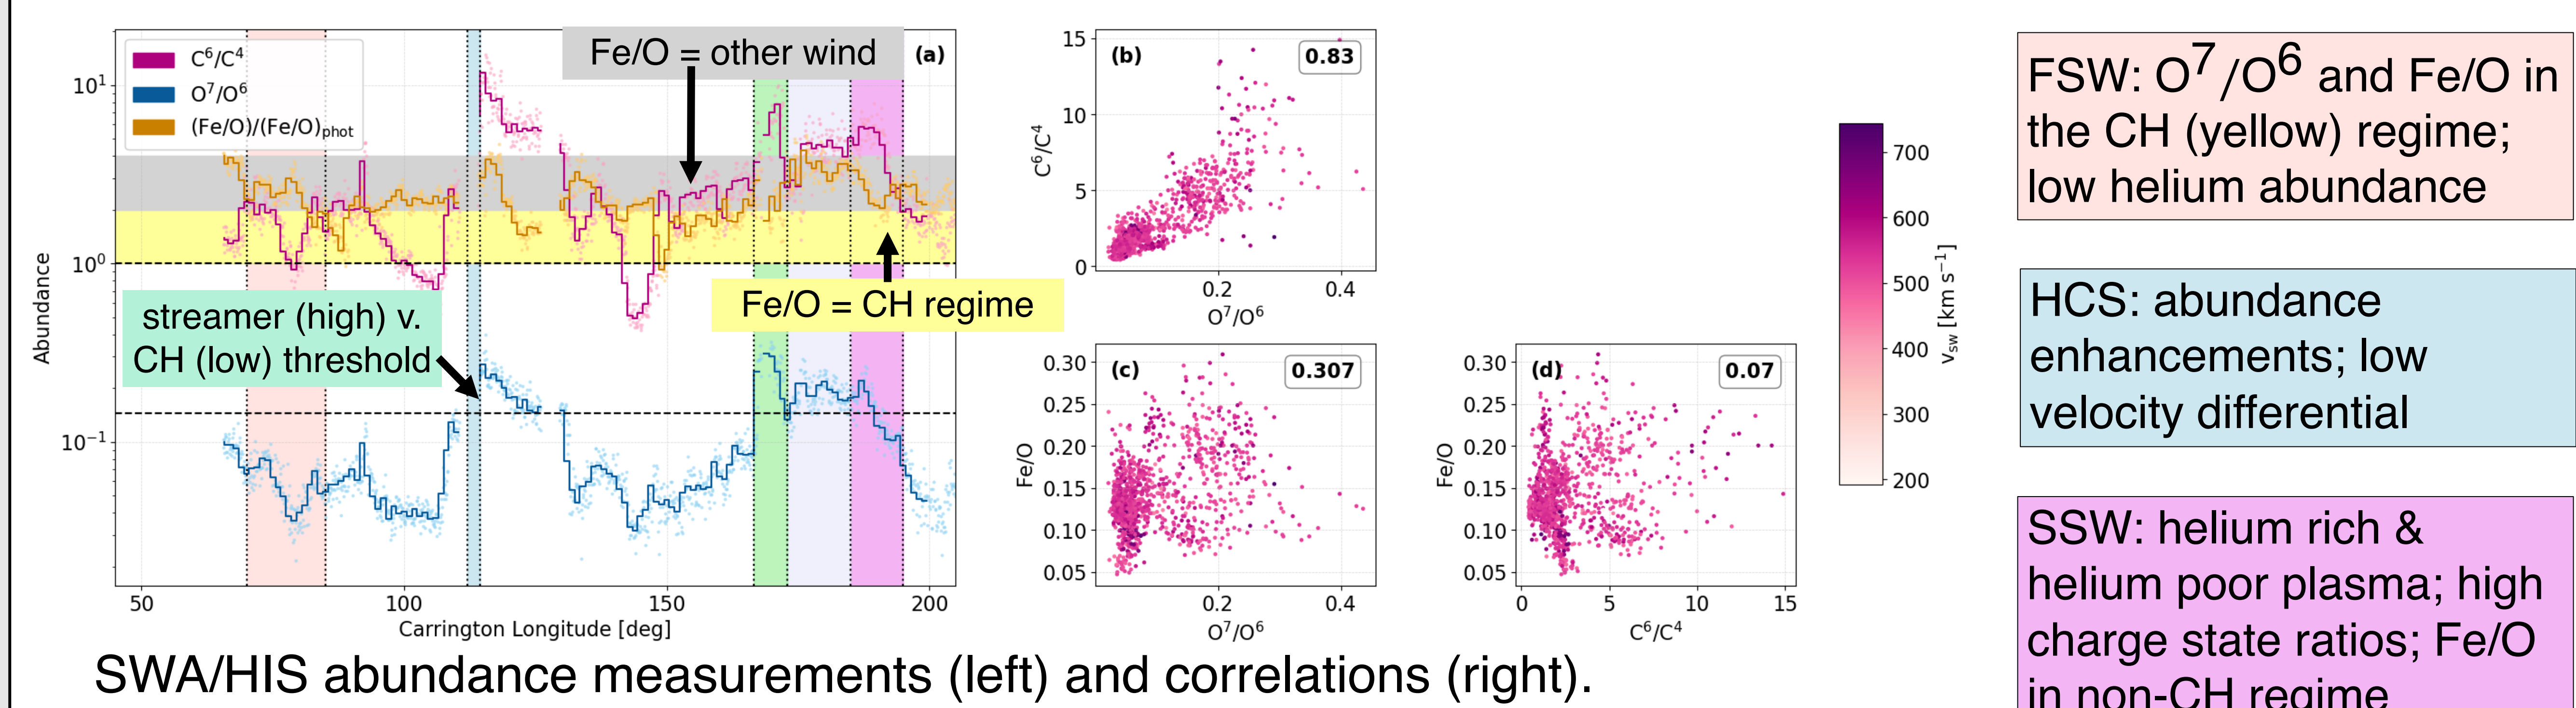 C⁶/C⁴
O⁷/O⁶
(Fe/O)/(Fe/O)phot
Fe/O = other wind
(a)
streamer (high) v.
CH (low) threshold
Fe/O = CH regime
Abundance
10¹
10⁰
10⁻¹
50 100 150 200
Carrington Longitude [deg]
(b)
0.83
C⁶/C⁴
15
10
5
0
0.2 0.4
O⁷/O⁶
(c)
0.307
Fe/O
0.30
0.25
0.20
0.15
0.10
0.05
0.2 0.4
O⁷/O⁶
(d)
0.07
Fe/O
0.30
0.25
0.20
0.15
0.10
0.05
0 5 10 15
C⁶/C⁴
700
600
500
400
300
200
vsw [km s⁻¹]
SWA/HIS abundance measurements (left) and correlations (right).
FSW: O⁷/O⁶ and Fe/O in
the CH (yellow) regime;
low helium abundance
HCS: abundance
enhancements; low
velocity differential
SSW: helium rich &
helium poor plasma; high
charge state ratios; Fe/O
in non-CH regime